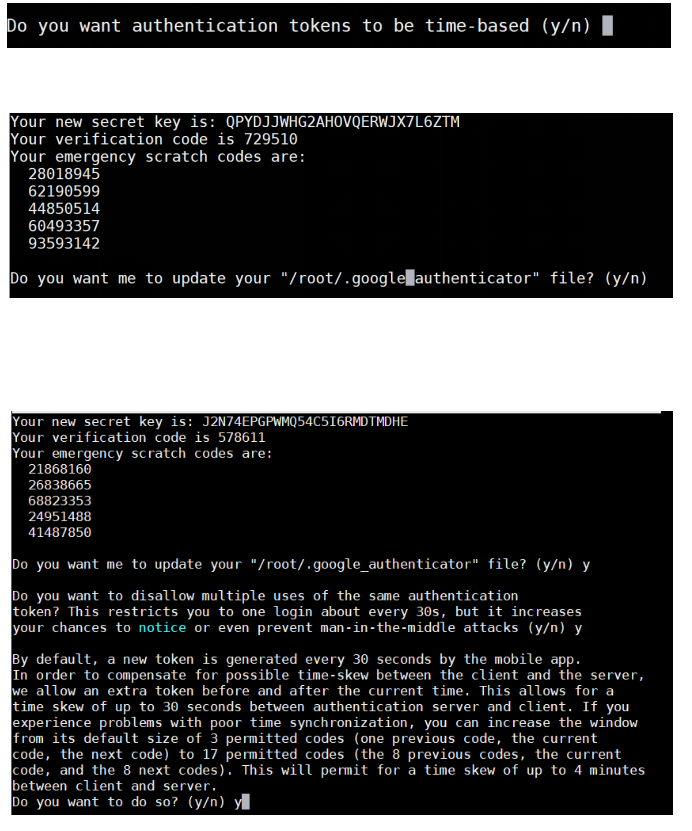 Do you want authentication tokens to be time-based (y/n)
Your new secret key is: QPYDJJWHG2AHOVQERWJX7L6ZTM
Your verification code is 729510
Your emergency scratch codes are:
28018945
62190599
44850514
60493357
93593142
Do you want me to update your "/root/.google_authenticator" file? (y/n)
Your new secret key is: J2N74EPGPWMQ54C5I6RMDTMDHE
Your verification code is 578611
Your emergency scratch codes are:
21868160
26838665
68823353
24951488
41487850
Do you want me to update your "/root/.google_authenticator" file? (y/n) y
Do you want to disallow multiple uses of the same authentication
token? This restricts you to one login about every 30s, but it increases
your chances to notice or even prevent man-in-the-middle attacks (y/n) y
By default, a new token is generated every 30 seconds by the mobile app.
In order to compensate for possible time-skew between the client and the server,
we allow an extra token before and after the current time. This allows for a
time skew of up to 30 seconds between authentication server and client. If you
experience problems with poor time synchronization, you can increase the window
from its default size of 3 permitted codes (one previous code, the current
code, the next code) to 17 permitted codes (the 8 previous codes, the current
code, and the 8 next codes). This will permit for a time skew of up to 4 minutes
between client and server.
Do you want to do so? (y/n) y